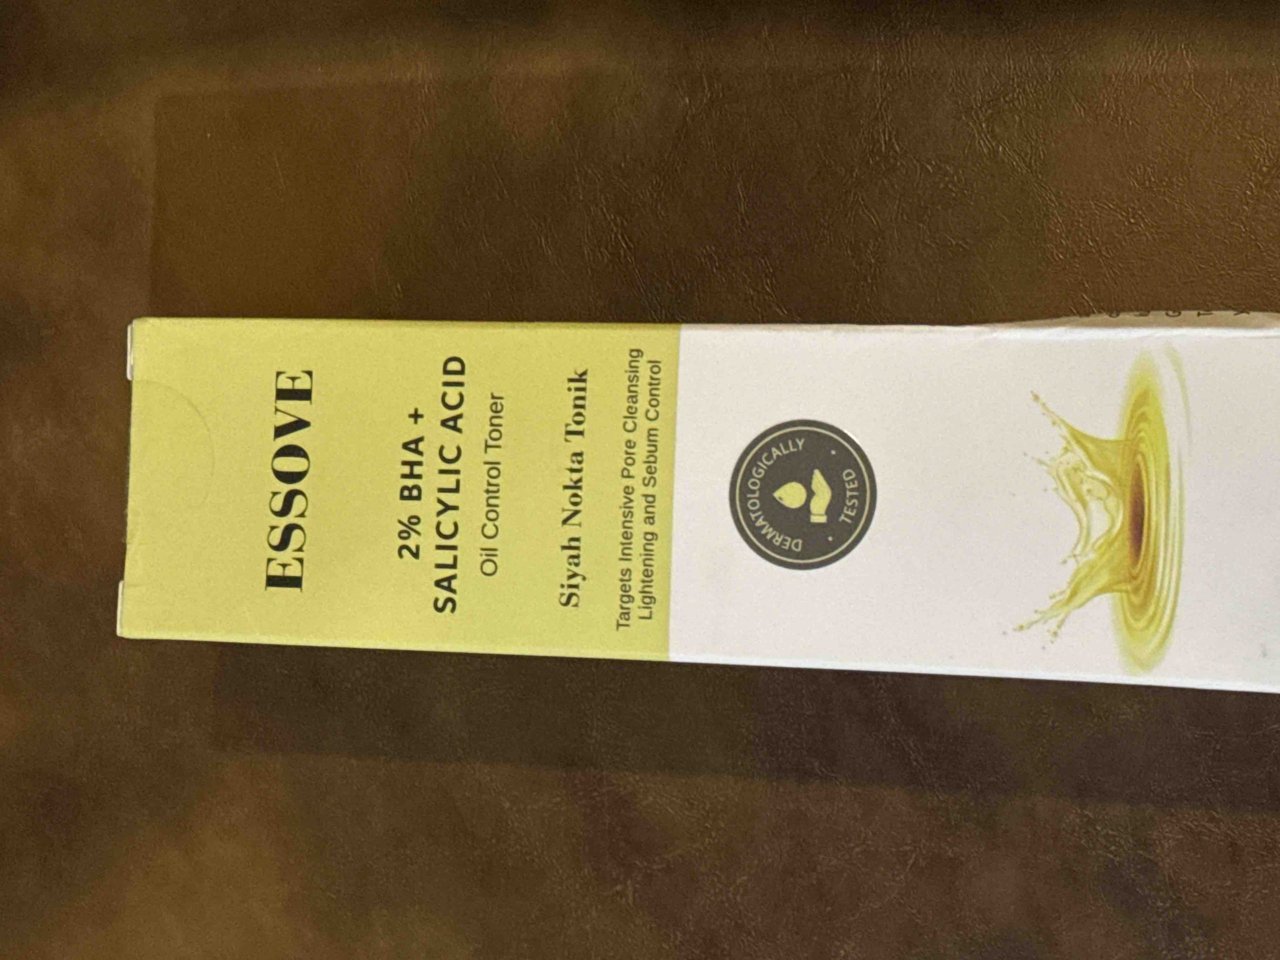 ESSOVE
2% BHA +
SALICYLIC ACID
Oil Control Toner
Siyah Nokta Tonik
Targets Intensive Pore Cleansing
Lightening and Sebum Control
DERMATOLOGICALLY
TESTED